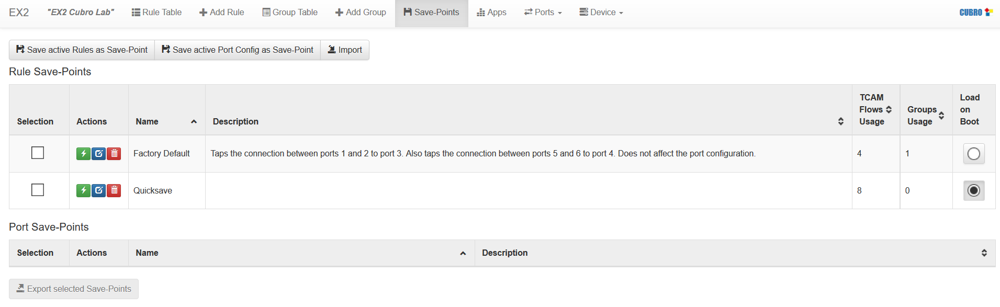 EX2 "EX2 Cubro Lab" Rule Table Add Rule Group Table Add Group Save-Points Apps Ports Device CUBRO
Save active Rules as Save-Point Save active Port Config as Save-Point Import
Rule Save-Points
Selection Actions Name Description TCAM Flows Usage Groups Usage Load on Boot
Factory Default Taps the connection between ports 1 and 2 to port 3. Also taps the connection between ports 5 and 6 to port 4. Does not affect the port configuration. 4 1
Quicksave 8 0
Port Save-Points
Selection Actions Name Description
Export selected Save-Points